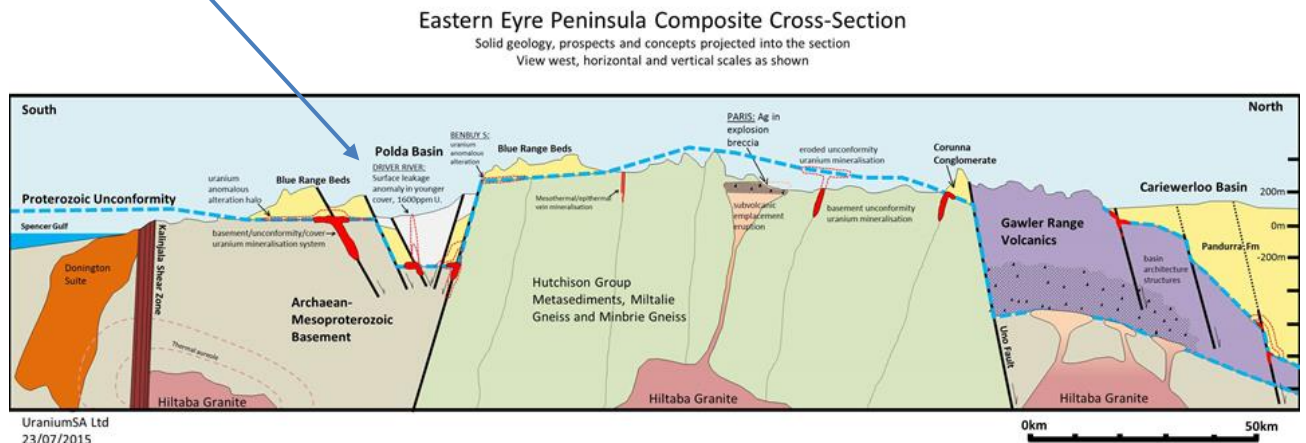 Eastern Eyre Peninsula Composite Cross-Section
Solid geology, prospects and concepts projected into the section
View west, horizontal and vertical scales as shown
South
North
Proterozoic Unconformity
Spencer Gulf
Donington
Suite
Kalinjala Shear Zone
uranium
anomalous
alteration halo
Blue Range Beds
basement/unconformity/cover
uranium mineralisation system
Thermal aureole
Archaean-
Mesoproterozoic
Basement
Hiltaba Granite
Polda Basin
DRIVER RIVER:
Surface leakage
anomaly in younger
cover, 1600ppm U.
BENBUY S:
uranium
anomalous
alteration
Blue Range Beds
Mesothermal/epithermal
vein mineralisation
Hutchison Group
Metasediments, Miltalie
Gneiss and Minbrie Gneiss
PARIS: Ag in
explosion
breccia
subvolcanic
emplacement
eruption
Hiltaba Granite
eroded unconformity
uranium mineralisation
basement unconformity
uranium mineralisation
Corunna
Conglomerate
Uno Fault
Gawler Range
Volcanics
Hiltaba Granite
basin
architecture
structures
Cariewerloo Basin
200m
0m
-200m
Pandurra Fm
UraniumSA Ltd
23/07/2015
0km
50km